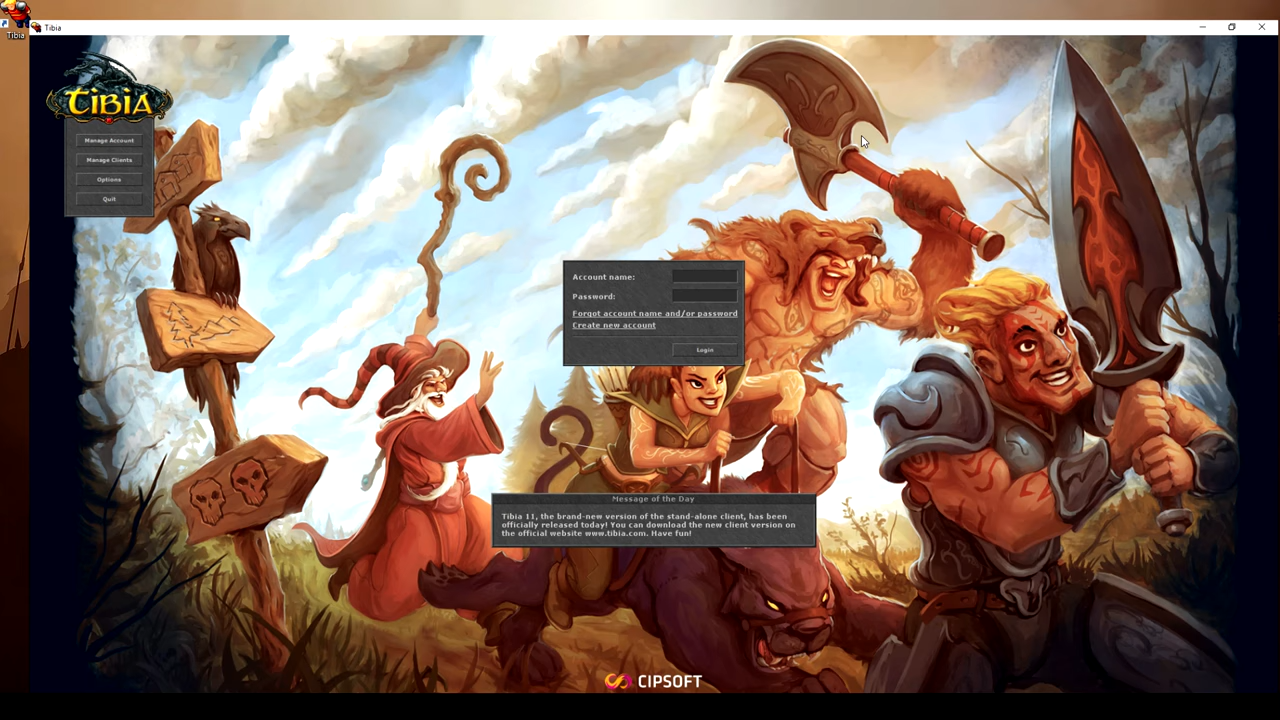 Tibia
Tibia
TIBIA
Manage Account
Manage Clients
Options
Quit
Account name:
Password:
Forgot account name and/or password
Create new account
Login
Message of the Day
Tibia 11, the brand-new version of the stand-alone client, has been
officially released today! You can download the new client version on
the official website www.tibia.com. Have fun!
CIPSOFT